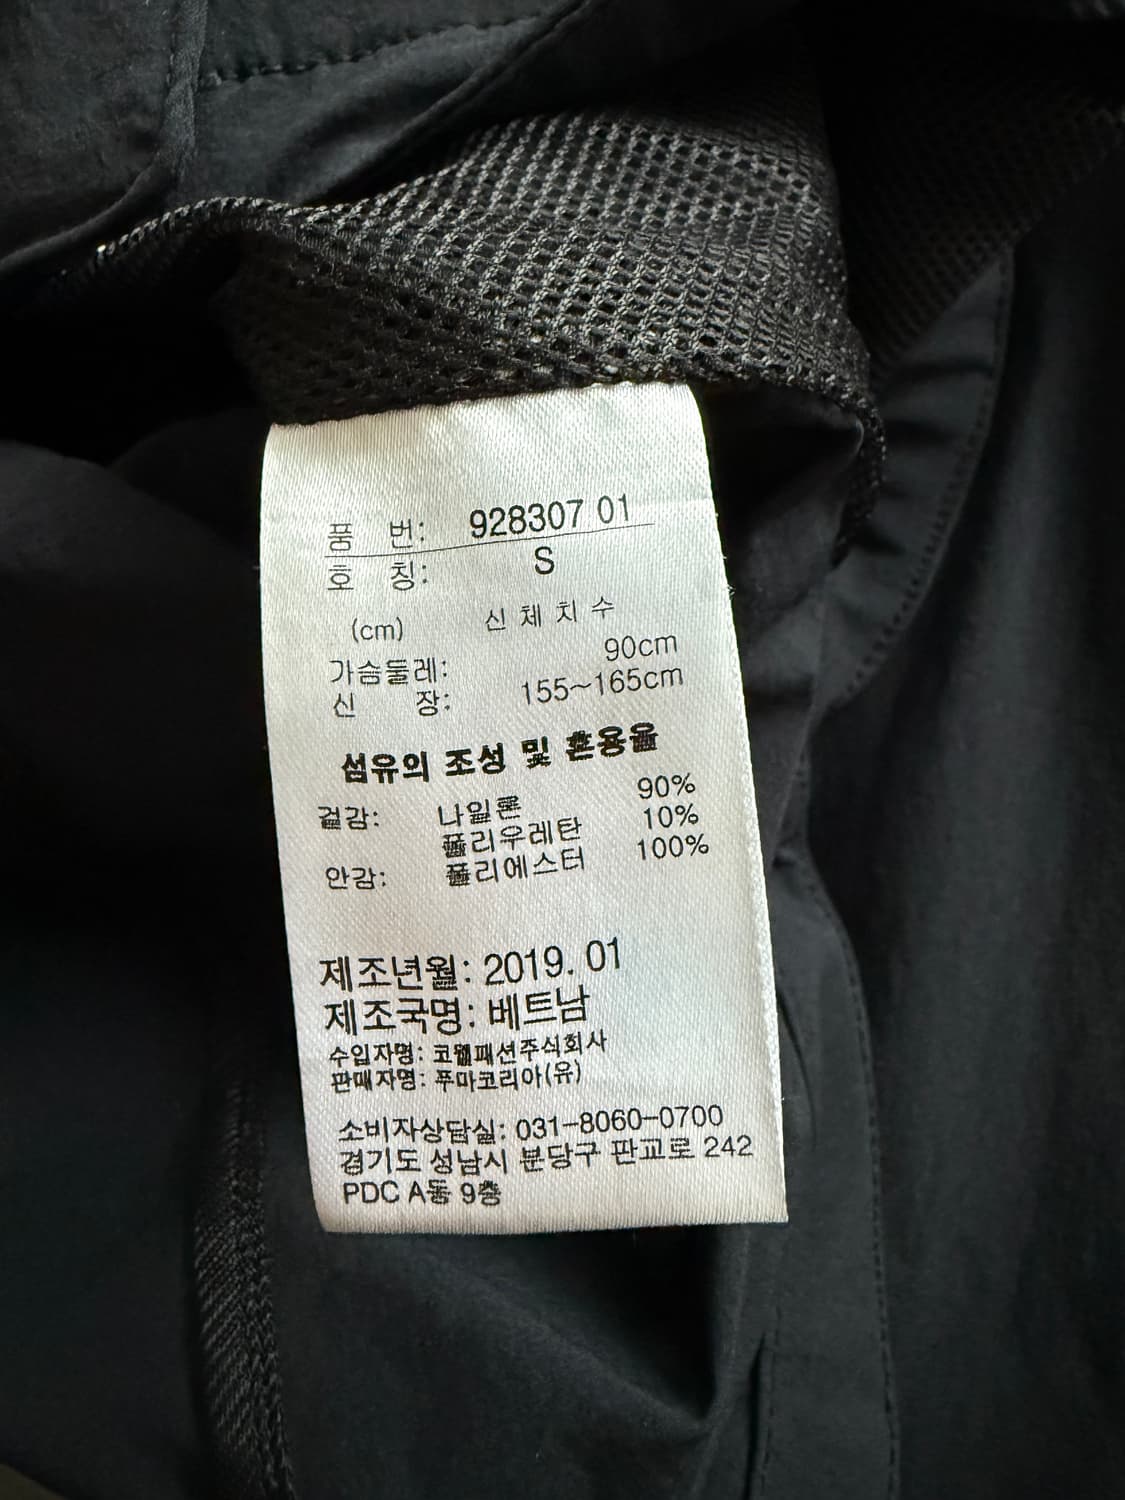 품 번: 928307 01
호 칭: S
(cm) 신 체 치 수
가슴둘레: 90cm
신 장: 155~165cm
섬유의 조성 및 혼용율
겉감: 나일론 90%
폴리우레탄 10%
안감: 폴리에스터 100%
제조년월: 2019. 01
제조국명: 베트남
수입자명: 코웰패션주식회사
판매자명: 푸마코리아(유)
소비자상담실: 031-8060-0700
경기도 성남시 분당구 판교로 242
PDC A동 9층